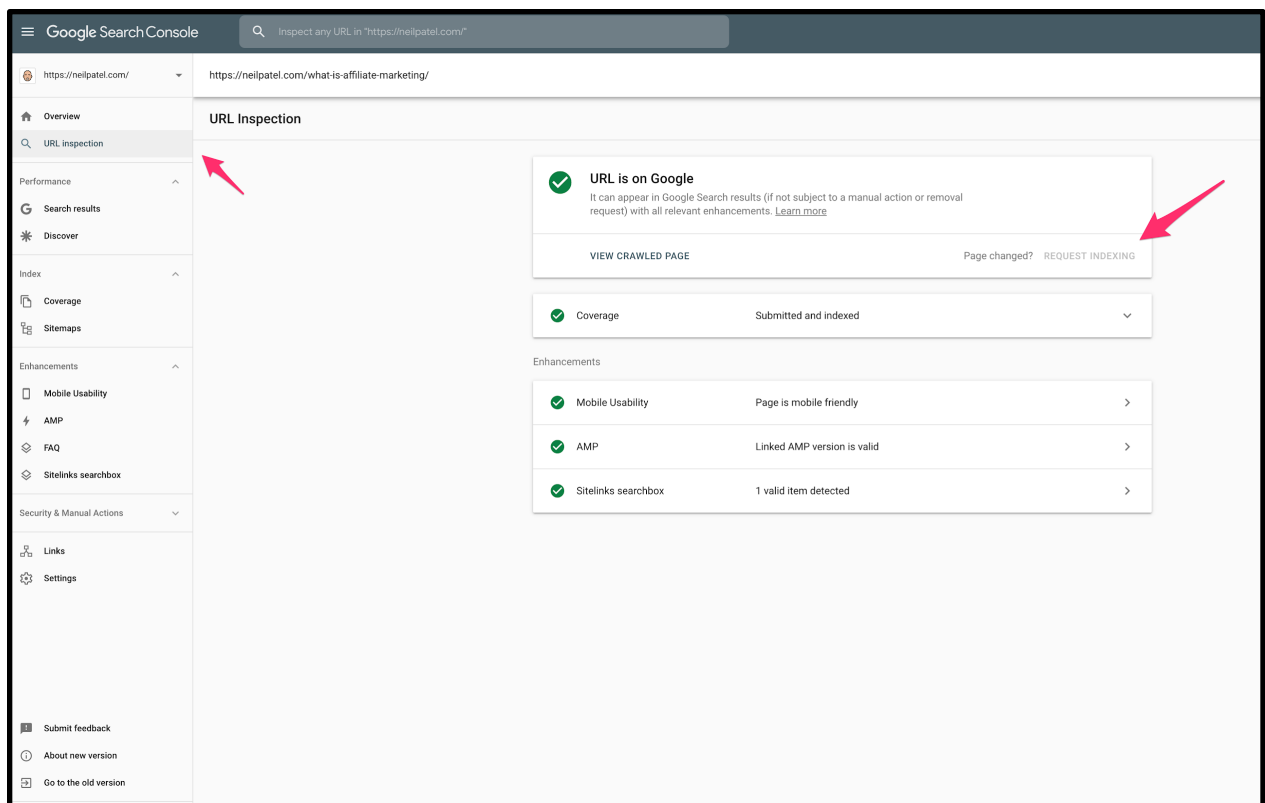 Google Search Console
Inspect any URL in "https://neilpatel.com/"
https://neilpatel.com/
https://neilpatel.com/what-is-affiliate-marketing/
Overview
URL inspection
Performance
Search results
Discover
Index
Coverage
Sitemaps
Enhancements
Mobile Usability
AMP
FAQ
Sitelinks searchbox
Security & Manual Actions
Links
Settings
Submit feedback
About new version
Go to the old version
URL Inspection
URL is on Google
It can appear in Google Search results (if not subject to a manual action or removal
request) with all relevant enhancements. Learn more
VIEW CRAWLED PAGE
Page changed? REQUEST INDEXING
Coverage Submitted and indexed
Enhancements
Mobile Usability Page is mobile friendly
AMP Linked AMP version is valid
Sitelinks searchbox 1 valid item detected